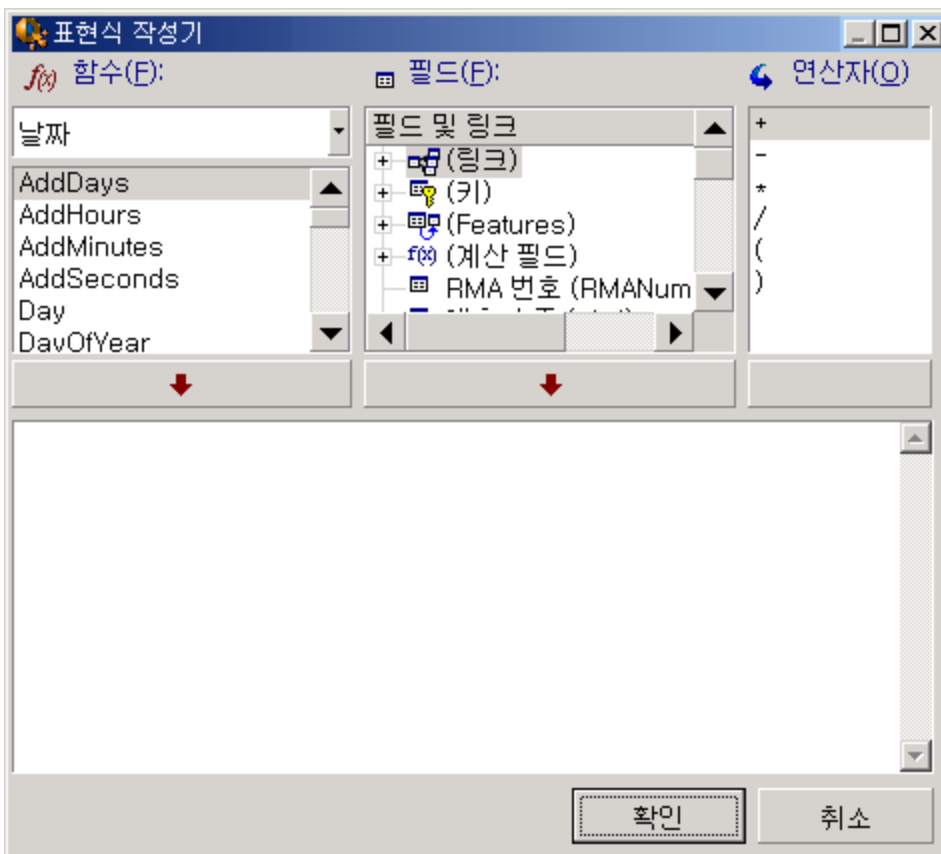 표현식 작성기
함수(F):
필드(F):
연산자(O)
날짜
AddDays
AddHours
AddMinutes
AddSeconds
Day
DayOfYear
필드 및 링크
(링크)
(키)
(Features)
f(x) (계산 필드)
RMA 번호 (RMANum
+
-
*
/
(
)
확인
취소